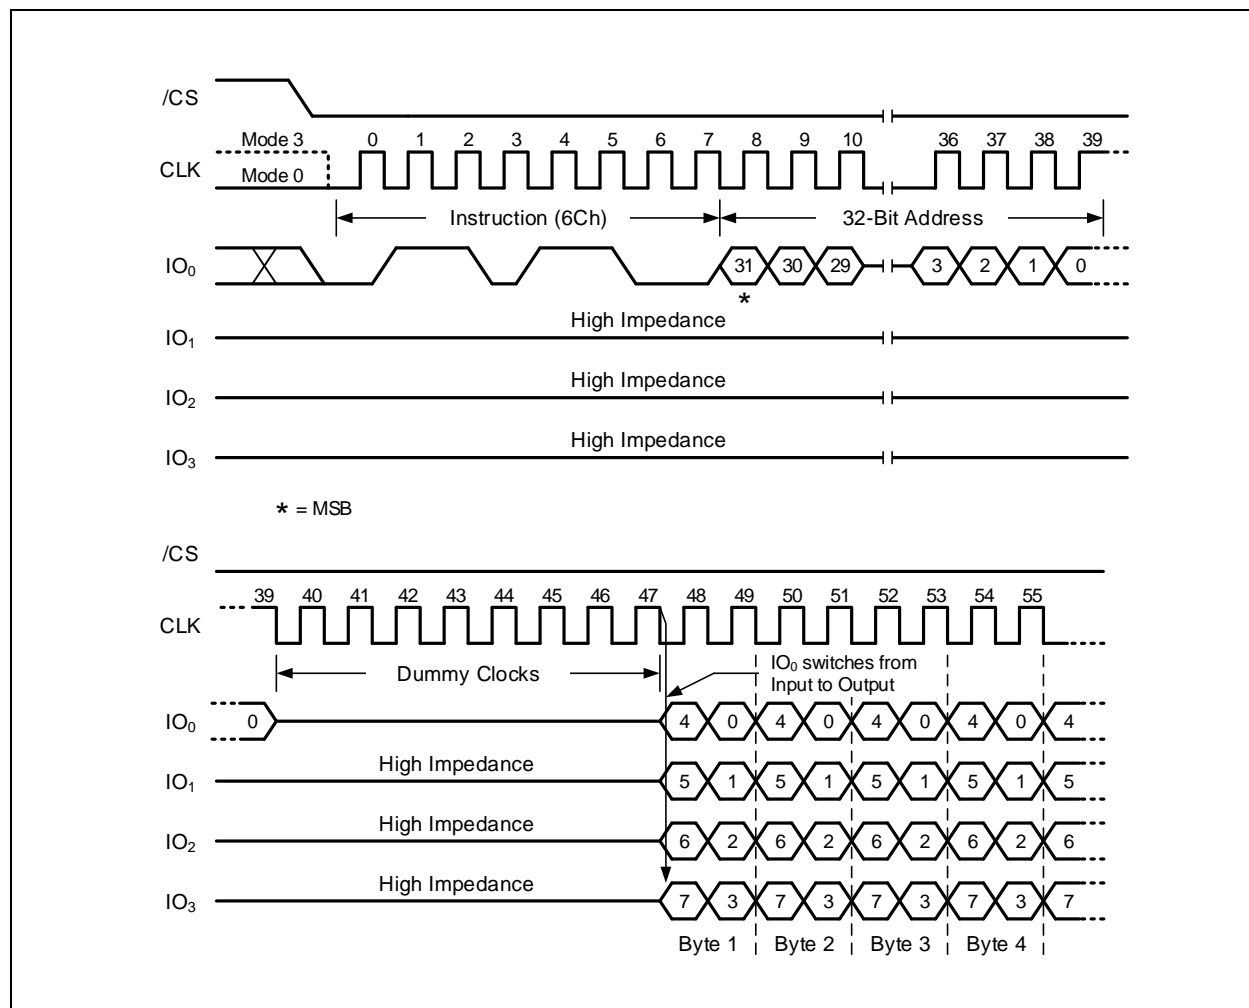 /CS
Mode 3 0 1 2 3 4 5 6 7 8 9 10 36 37 38 39
CLK
Mode 0
Instruction (6Ch) 32-Bit Address
IO₀ 31 30 29 3 2 1 0
*
High Impedance
IO₁
High Impedance
IO₂
High Impedance
IO₃
* = MSB
/CS
39 40 41 42 43 44 45 46 47 48 49 50 51 52 53 54 55
CLK
Dummy Clocks
IO₀ switches from
Input to Output
IO₀ 0 4 0 4 0 4 0 4 0 4
High Impedance
IO₁ 5 1 5 1 5 1 5 1 5
High Impedance
IO₂ 6 2 6 2 6 2 6 2 6
High Impedance
IO₃ 7 3 7 3 7 3 7 3 7
Byte 1 Byte 2 Byte 3 Byte 4